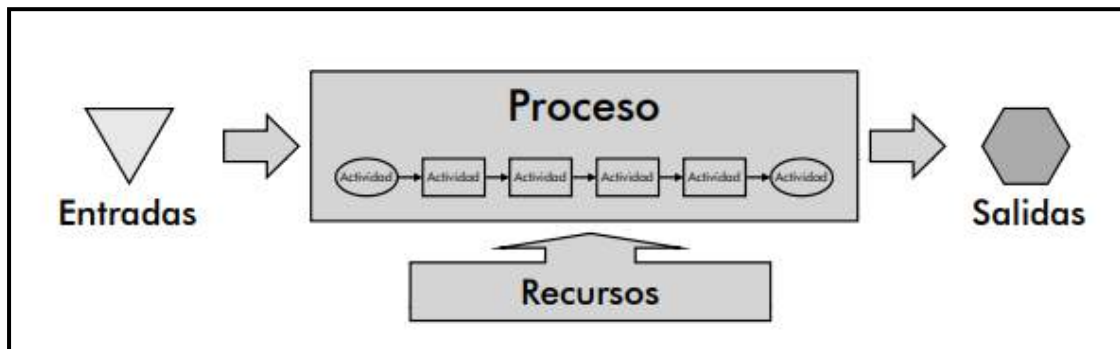 Proceso
Actividad Actividad Actividad Actividad Actividad Actividad
Entradas
Salidas
Recursos